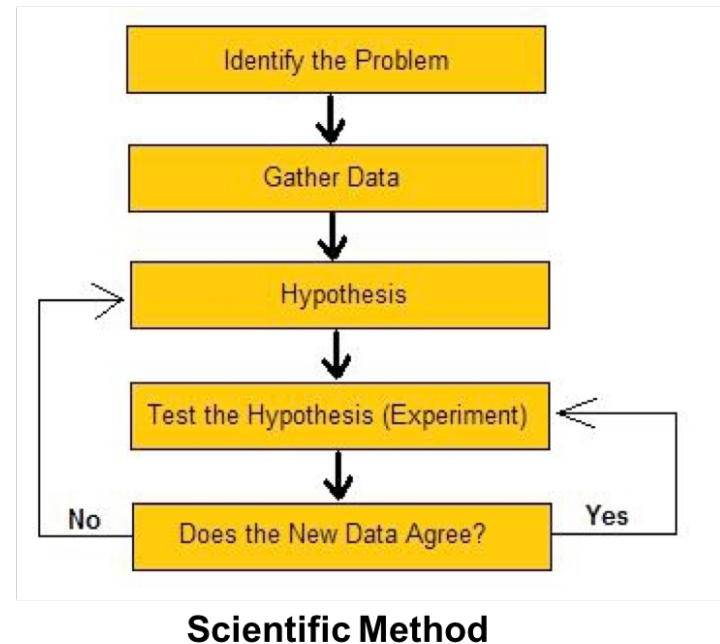 Identify the Problem
Gather Data
Hypothesis
Test the Hypothesis (Experiment)
No
Does the New Data Agree?
Yes
Scientific Method